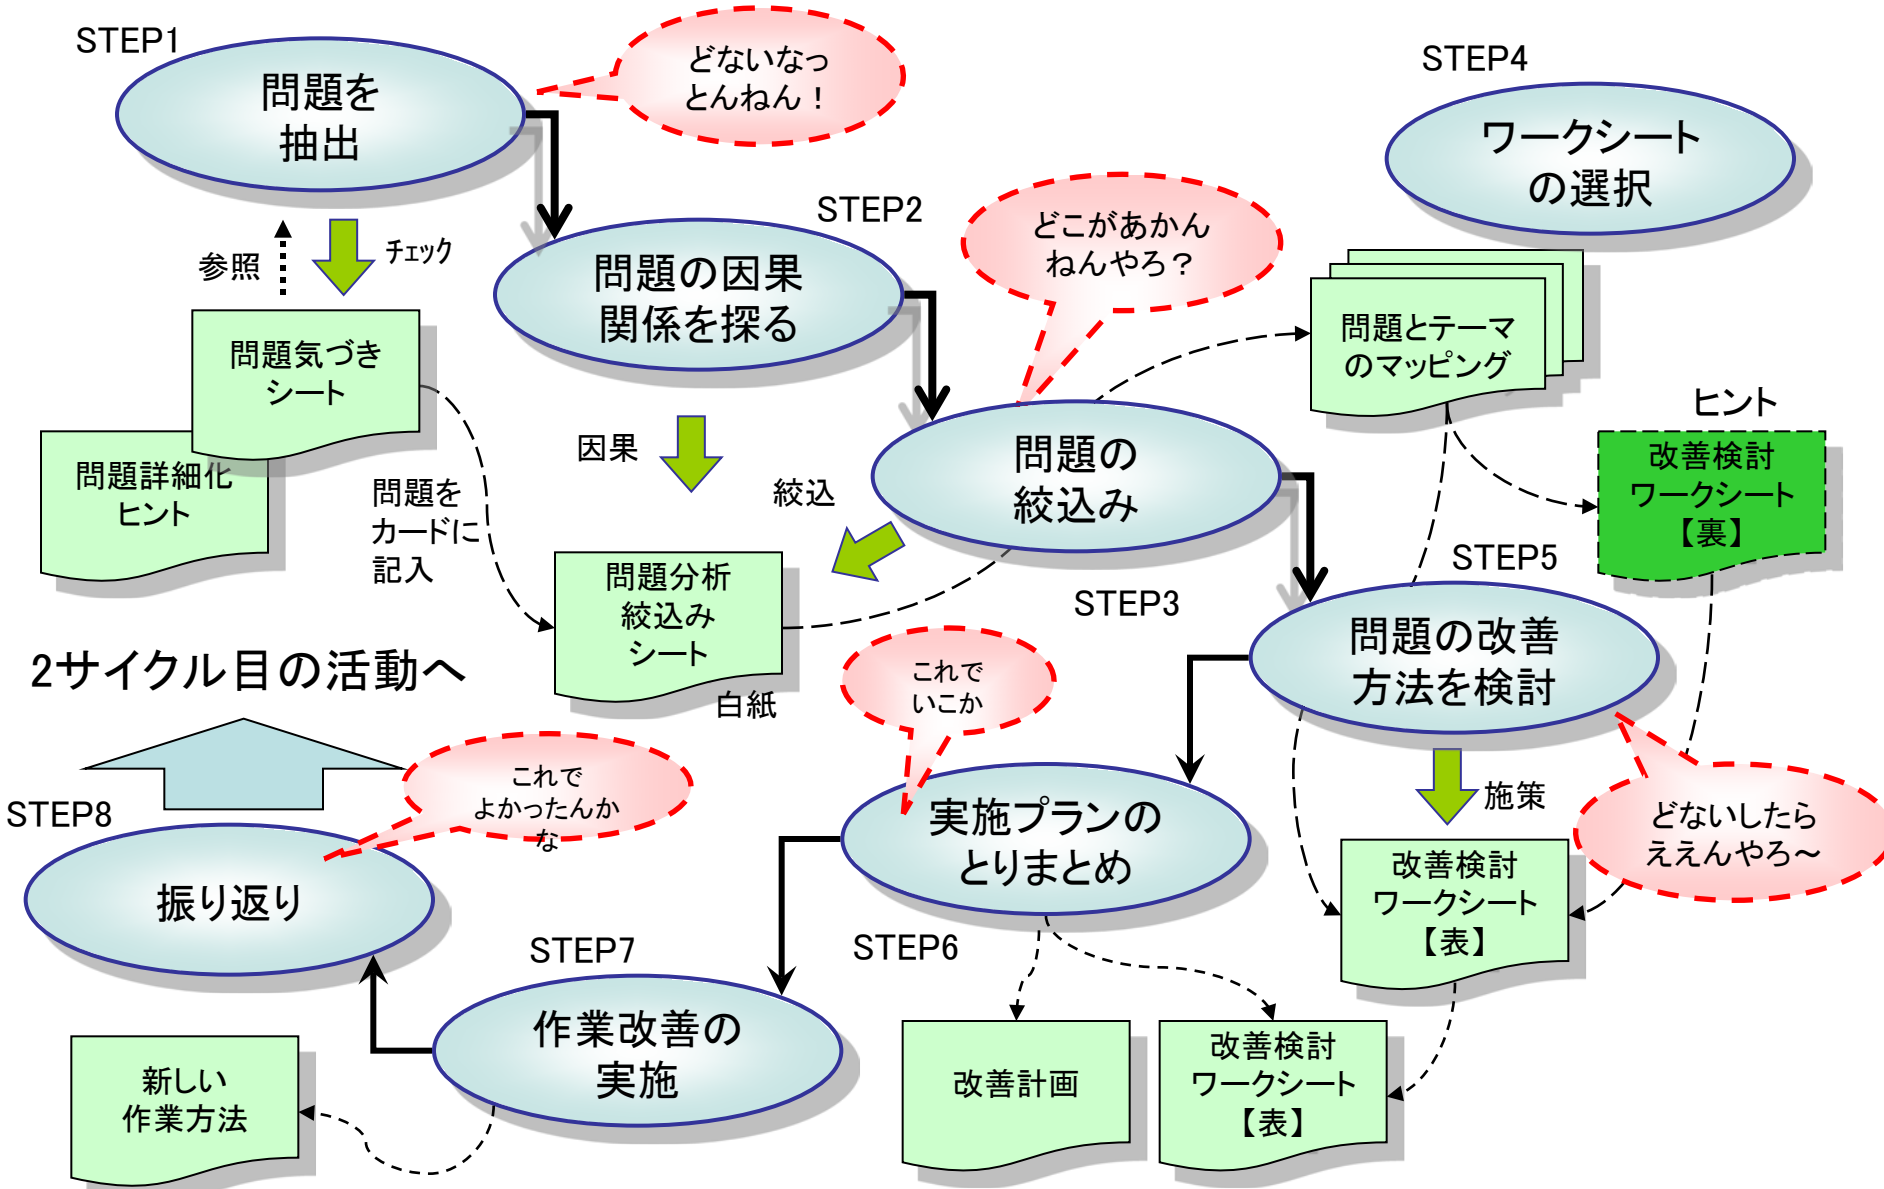 STEP1
問題を
抽出
どないなっ
とんねん！
STEP4
ワークシート
の選択
参照
チェック
STEP2
問題の因果
関係を探る
どこがあかん
ねんやろ？
問題とテーマ
のマッピング
問題気づき
シート
問題詳細化
ヒント
問題を
カードに
記入
因果
絞込
問題の
絞込み
STEP3
ヒント
改善検討
ワークシート
【裏】
問題分析
絞込み
シート
白紙
STEP5
問題の改善
方法を検討
2サイクル目の活動へ
これで
いこか
施策
どないしたら
ええんやろ～
これで
よかったんか
な
STEP8
振り返り
実施プランの
とりまとめ
STEP6
改善検討
ワークシート
【表】
STEP7
作業改善の
実施
新しい
作業方法
改善計画
改善検討
ワークシート
【表】